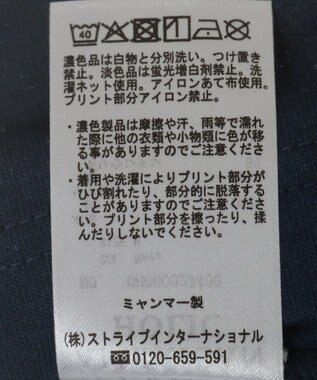 40
濃色品は白物と分別洗い。つけ置き
禁止。淡色品は蛍光増白剤禁止。洗
濯ネット使用。アイロンあて布使用。
プリント部分アイロン禁止。
・濃色製品は摩擦や汗、雨等で濡れ
た際に他の衣類や小物類に色が移
る事がありますのでご注意くださ
い。
・着用や洗濯によりプリント部分が
ひび割れたり、部分的に脱落する
ことがありますのでご注意くださ
い。プリント部分を擦ったり、揉
んだりしないでください。
ミャンマー製
(株)ストライプインターナショナル
0120-659-591